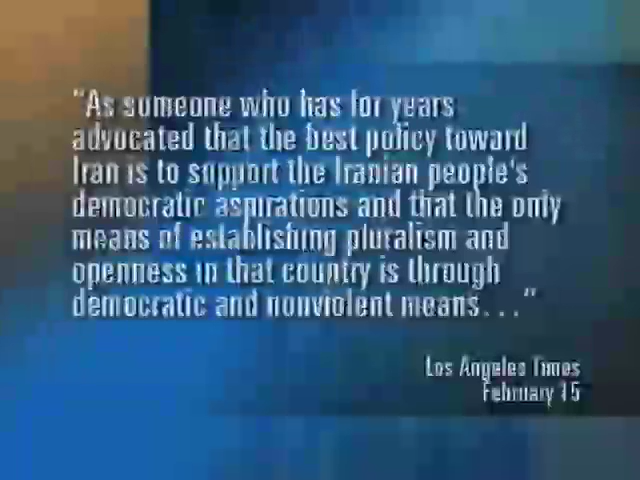 "As someone who has for years
advocated that the best policy toward
Iran is to support the Iranian people's
democratic aspirations and that the only
means of establishing pluralism and
openness in that country is through
democratic and nonviolent means..."
Los Angeles Times
February 15